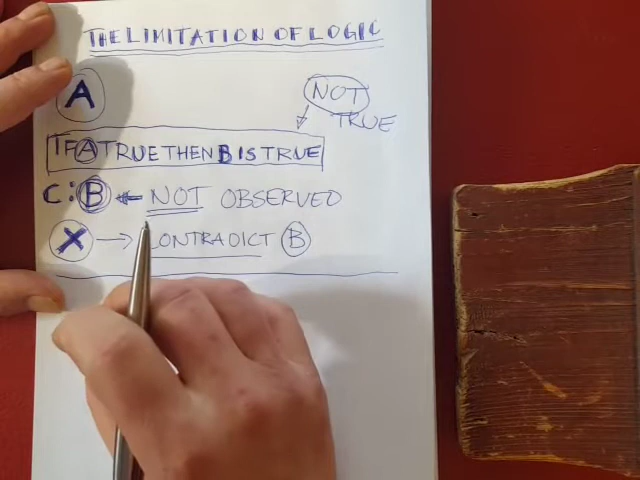 THE LIMITATION OF LOGIC
A
NOT
TRUE
IF A TRUE THEN B IS TRUE
C: B ← NOT OBSERVED
X → CONTRADICT B